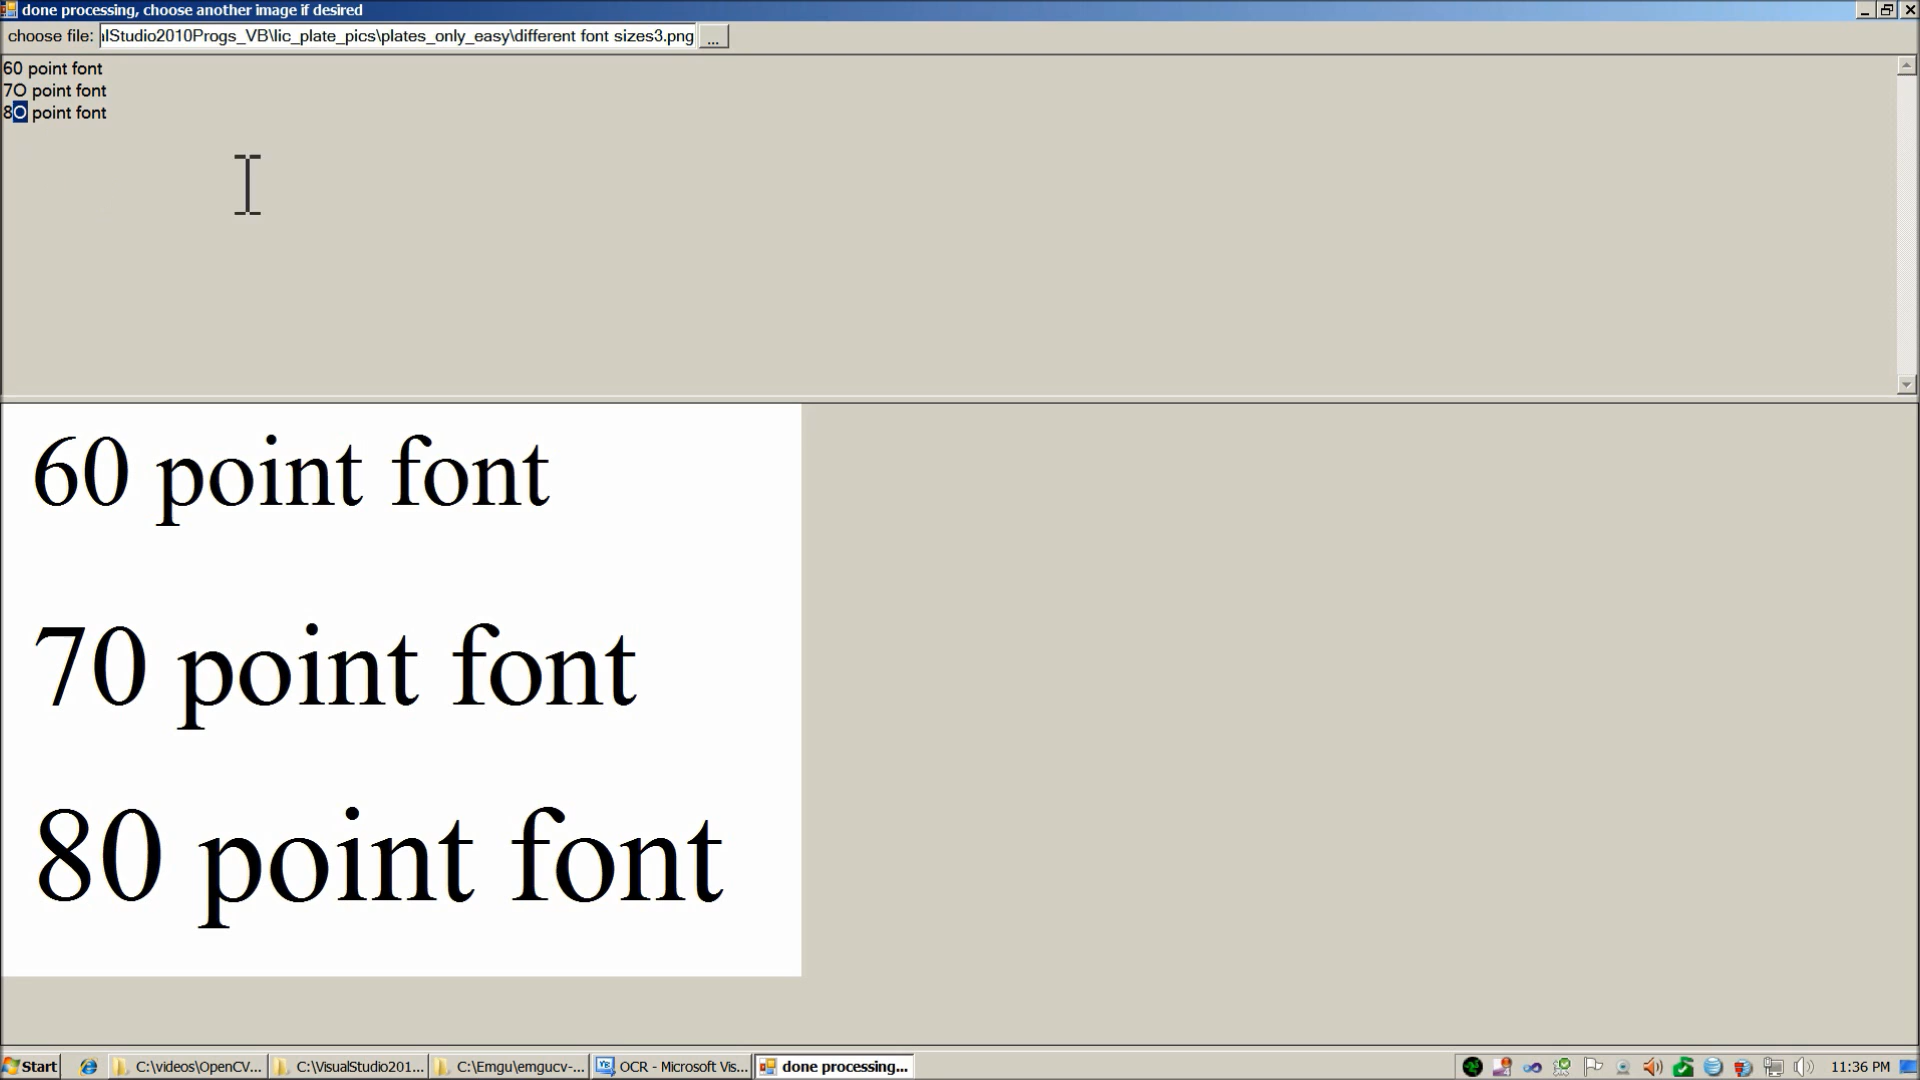 done processing, choose another image if desired
choose file: lStudio2010Progs_VB\lic_plate_pics\plates_only_easy\different font sizes3.png ...
60 point font
7O point font
8O point font
60 point font
70 point font
80 point font
Start C:\videos\OpenCV... C:\VisualStudio201... C:\Emgu\emgucv-... OCR - Microsoft Vis... done processing... 11:36 PM